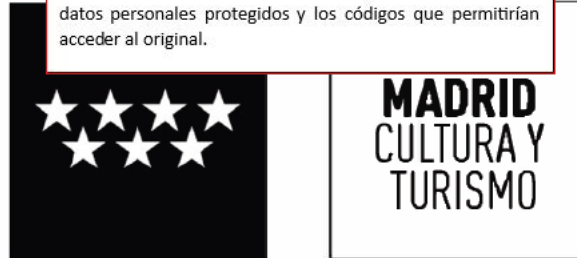 datos personales protegidos y los códigos que permitirían
acceder al original.
MADRID
CULTURA Y
TURISMO